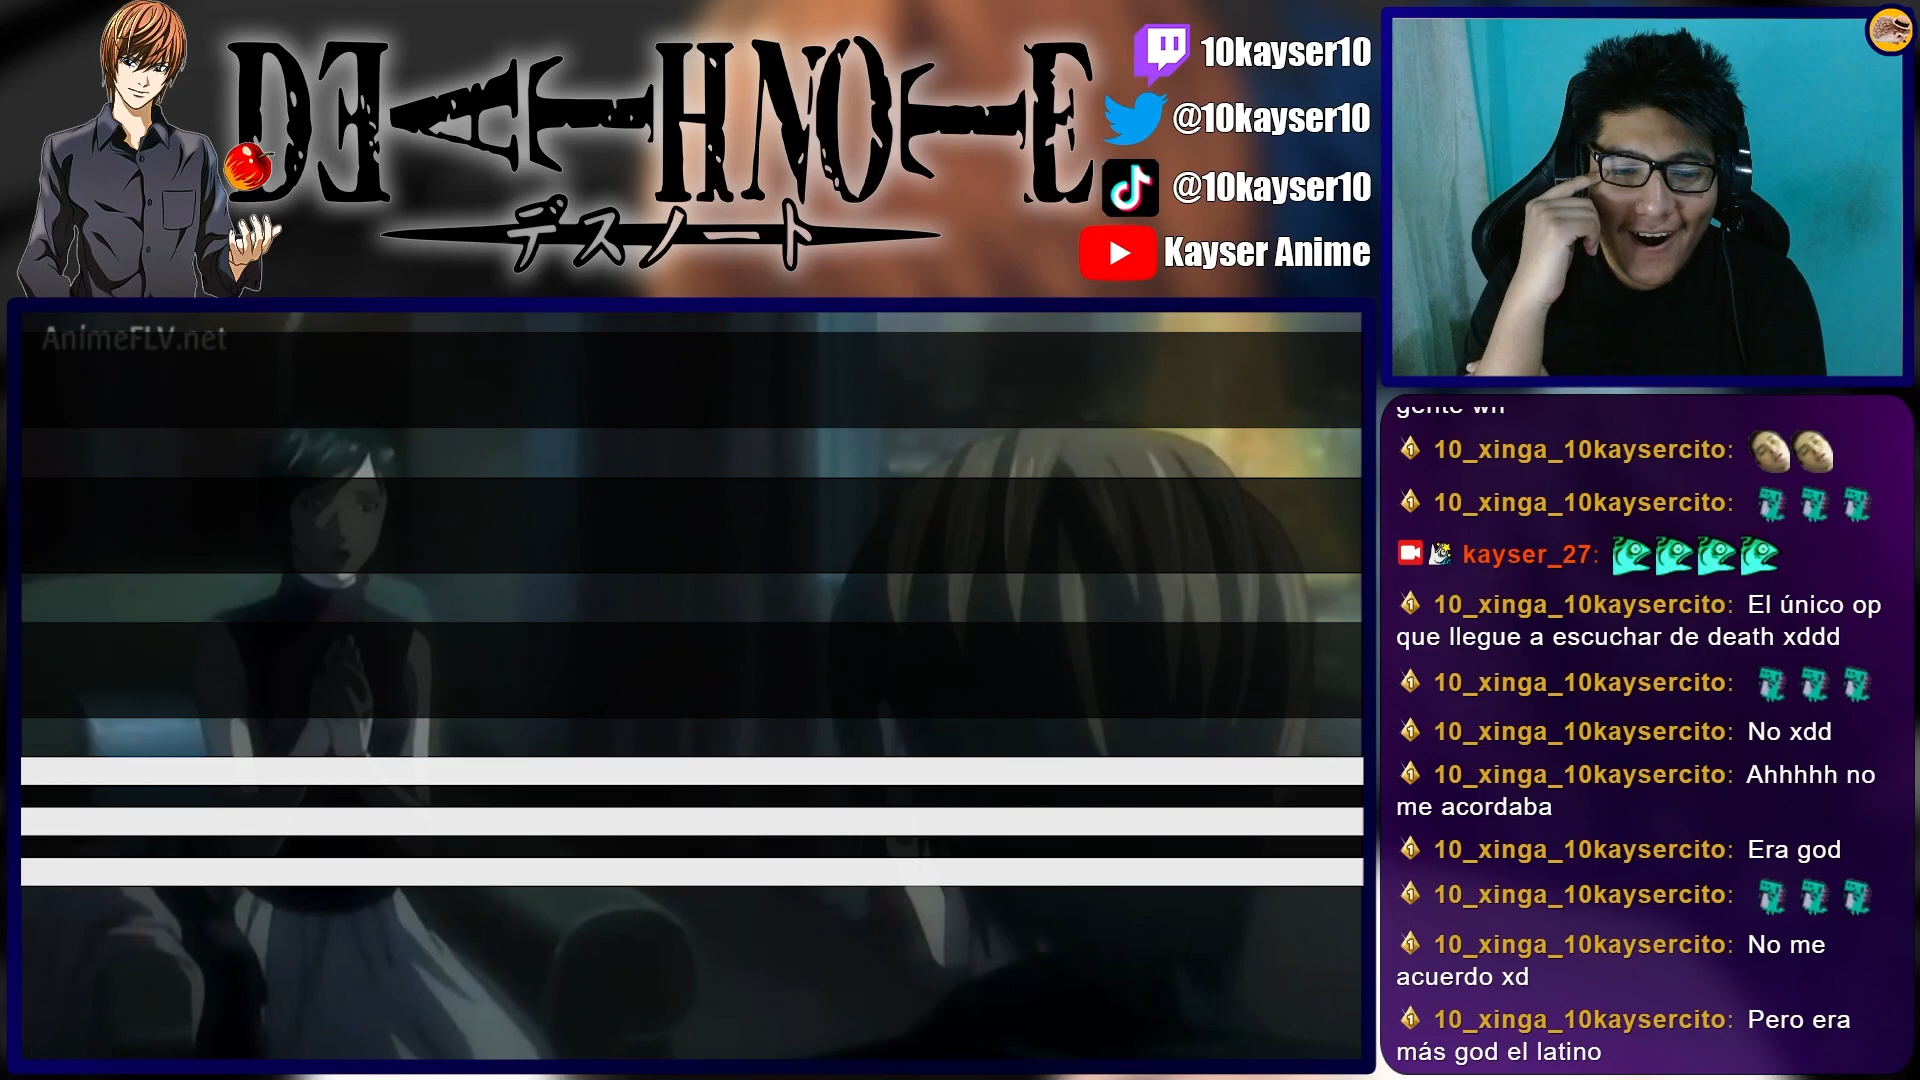 DEATH NOTE
デスノート
10kayser10
@10kayser10
@10kayser10
Kayser Anime
AnimeFLV.net
gente wn
10_xinga_10kaysercito:
10_xinga_10kaysercito:
kayser_27:
10_xinga_10kaysercito: El único op
que llegue a escuchar de death xddd
10_xinga_10kaysercito:
10_xinga_10kaysercito: No xdd
10_xinga_10kaysercito: Ahhhhh no
me acordaba
10_xinga_10kaysercito: Era god
10_xinga_10kaysercito:
10_xinga_10kaysercito: No me
acuerdo xd
10_xinga_10kaysercito: Pero era
más god el latino